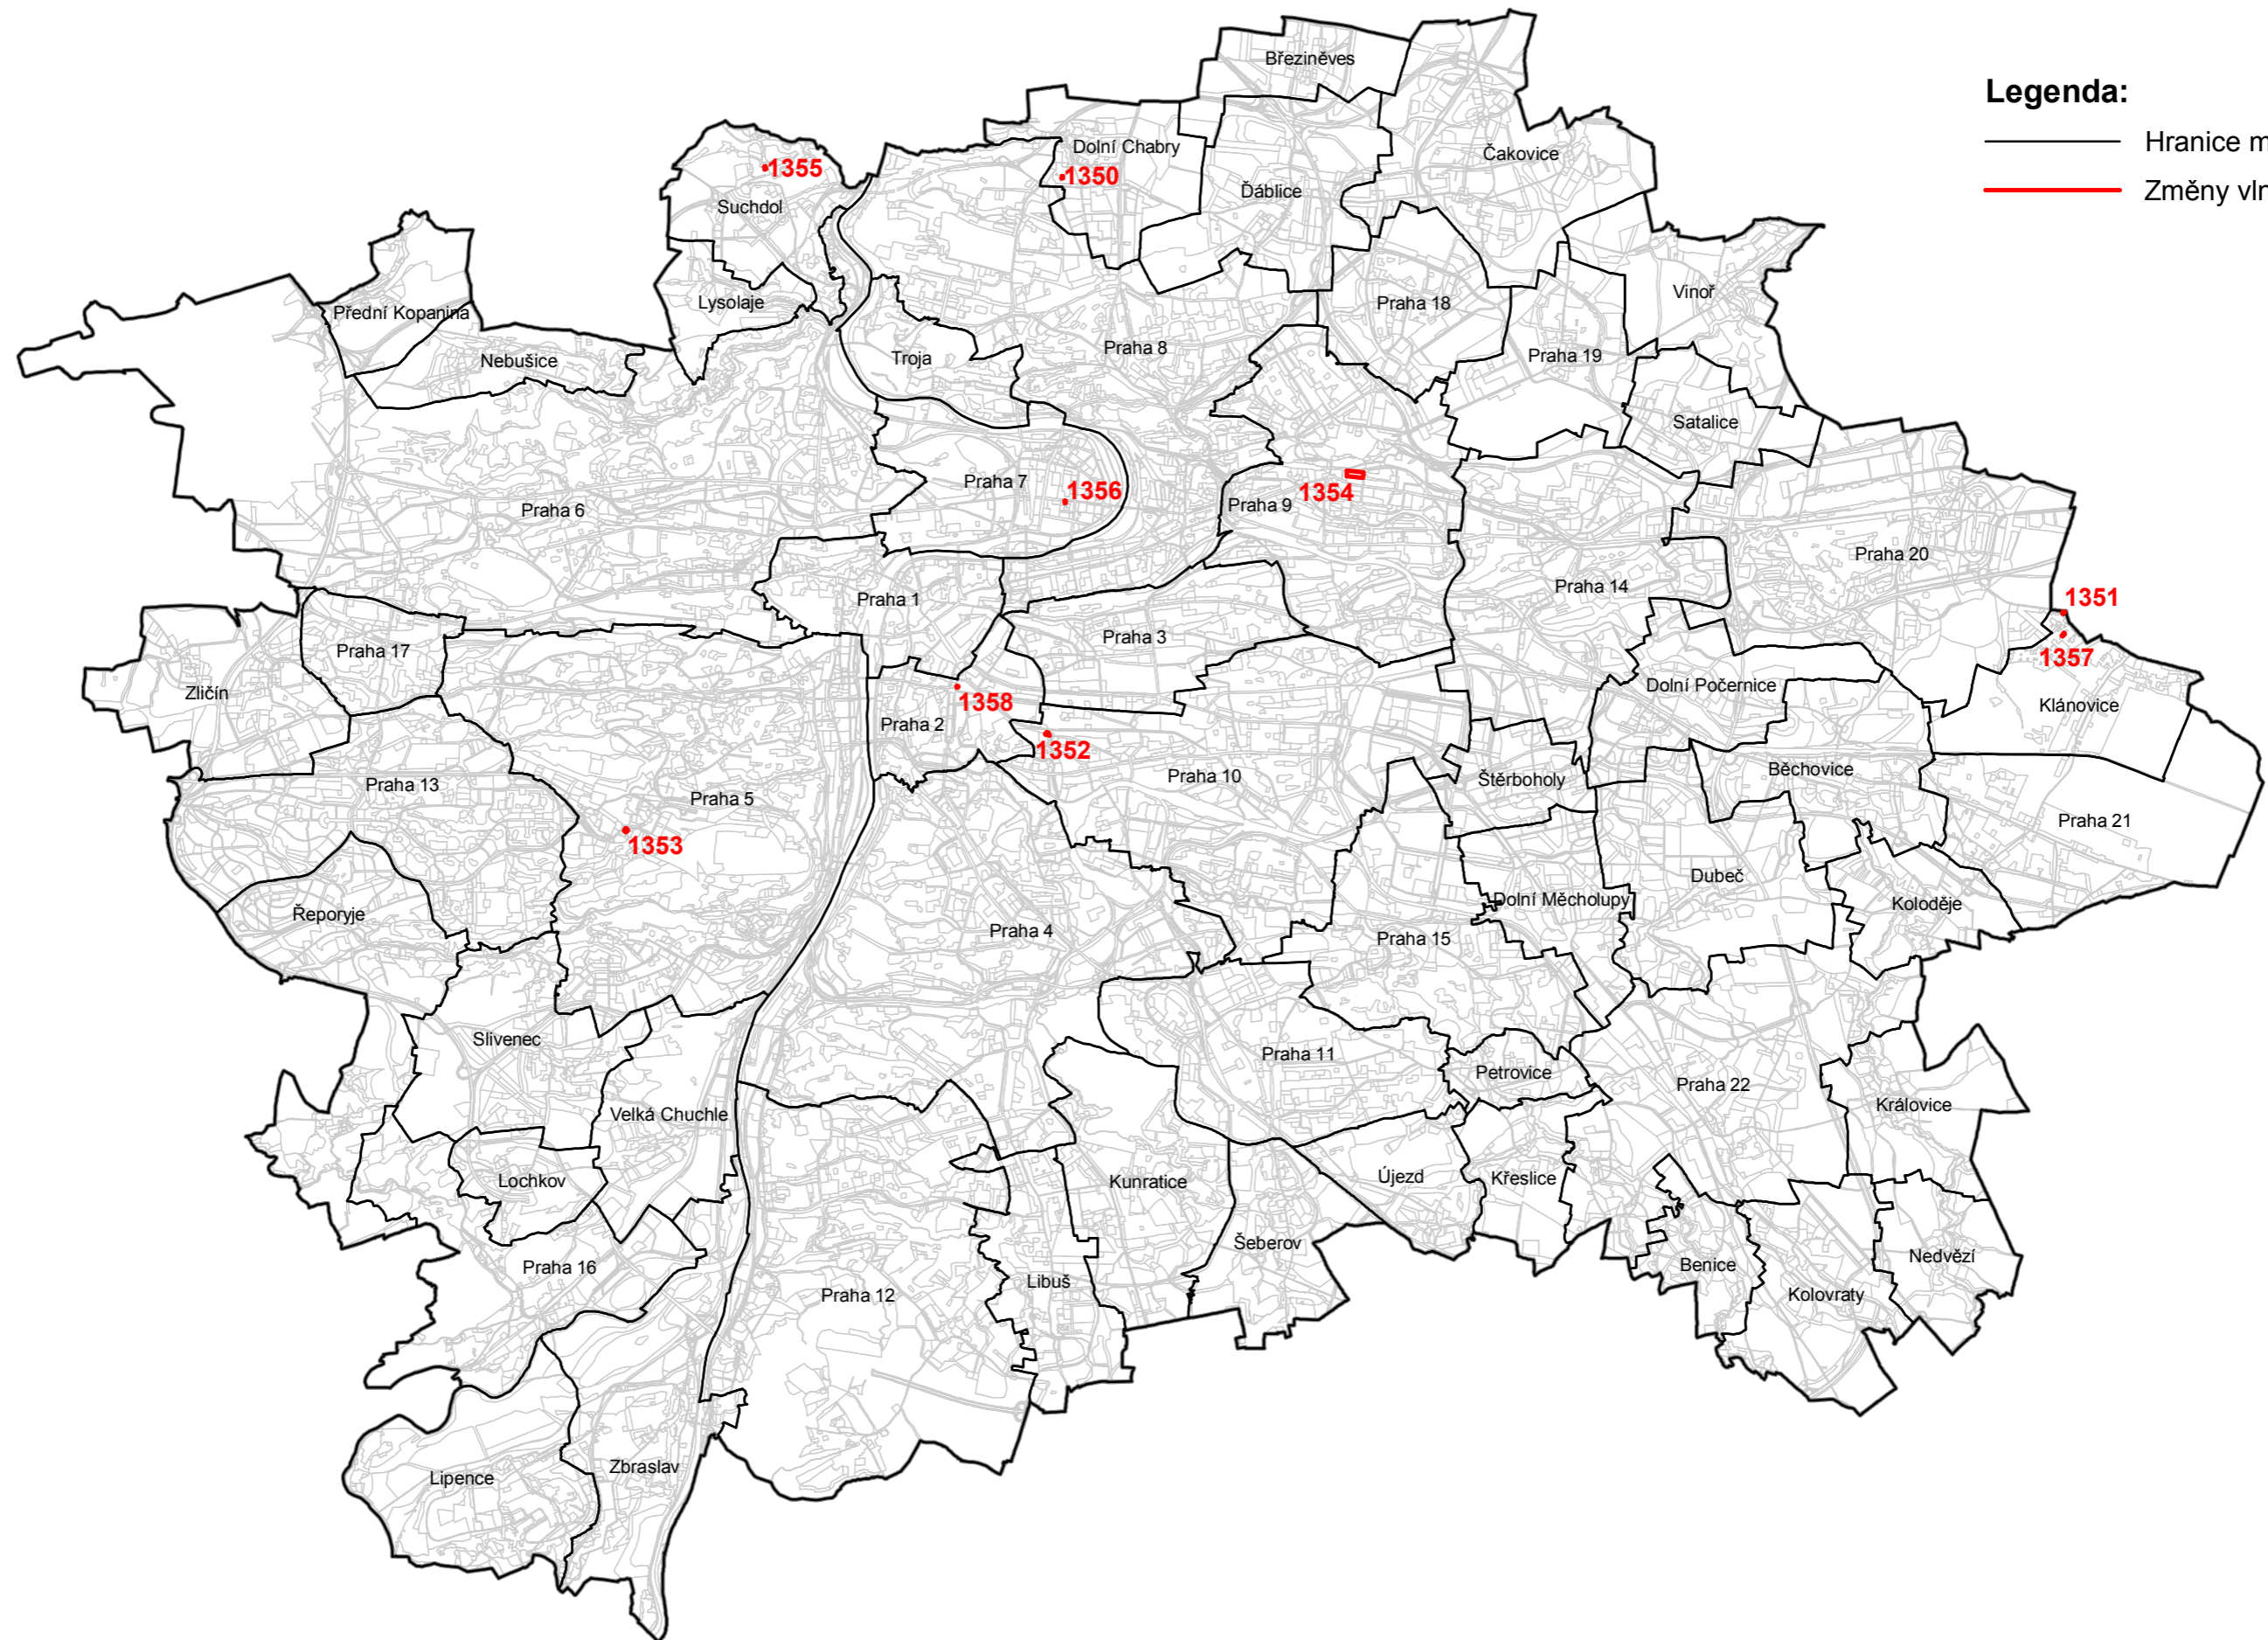 Březiněves
Legenda:
Hranice m
Změny vln
Dolní Chabry
Čakovice
1355
1350
Ďáblice
Suchdol
Vinoř
Lysolaje
Praha 18
Přední Kopanina
Praha 8
Praha 19
Troja
Nebušice
Satalice
Praha 7
1356
1354
Praha 9
Praha 6
Praha 20
Praha 14
Praha 1
1351
Praha 3
Praha 17
1357
Zličín
Dolní Počernice
1358
Klánovice
Praha 2
1352
Praha 10
Běchovice
Štěrboholy
Praha 13
Praha 5
Praha 21
1353
Dubeč
Dolní Měcholupy
Koloděje
Řeporyje
Praha 4
Praha 15
Slivenec
Praha 11
Petrovice
Praha 22
Královice
Velká Chuchle
Lochkov
Kunratice
Újezd
Křeslice
Šeberov
Nedvězí
Praha 16
Benice
Libuš
Praha 12
Kolovraty
Zbraslav
Lipence